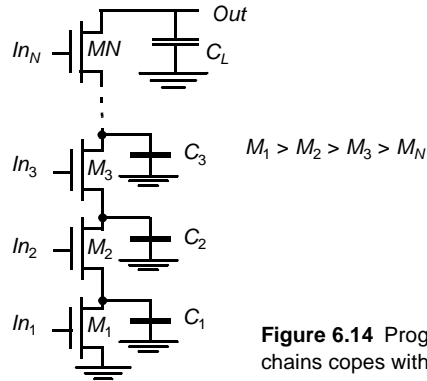 Out
In_N MN C_L
In_3 M_3 C_3 M_1 > M_2 > M_3 > M_N
In_2 M_2 C_2
In_1 M_1 C_1
Figure 6.14 Prog
chains copes with